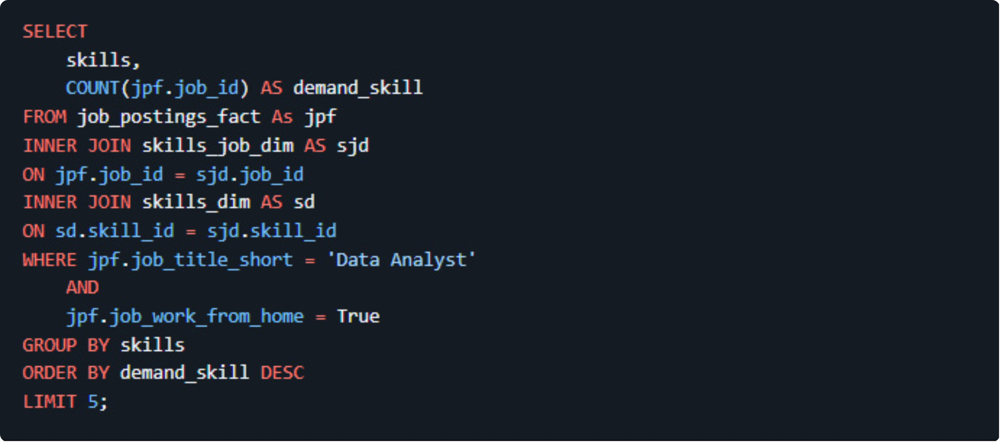 SELECT
    skills,
    COUNT(jpf.job_id) AS demand_skill
FROM job_postings_fact As jpf
INNER JOIN skills_job_dim AS sjd
ON jpf.job_id = sjd.job_id
INNER JOIN skills_dim AS sd
ON sd.skill_id = sjd.skill_id
WHERE jpf.job_title_short = 'Data Analyst'
    AND
    jpf.job_work_from_home = True
GROUP BY skills
ORDER BY demand_skill DESC
LIMIT 5;